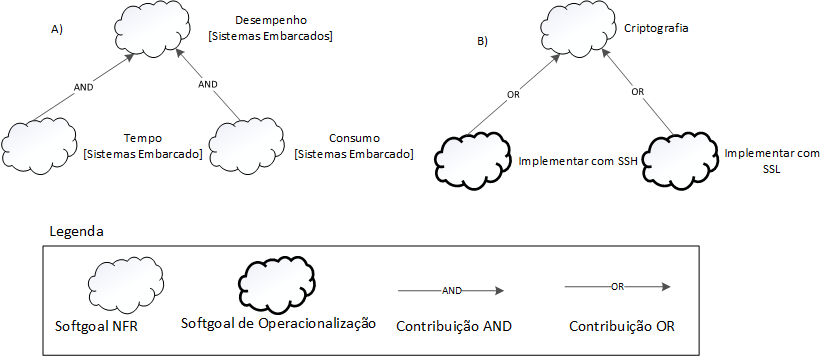 A)
Desempenho
[Sistemas Embarcados]
AND
AND
Tempo
[Sistemas Embarcado]
Consumo
[Sistemas Embarcado]
B)
Criptografia
OR
OR
Implementar com SSH
Implementar com
SSL
Legenda
AND
OR
Softgoal NFR
Softgoal de Operacionalização
Contribuição AND
Contribuição OR